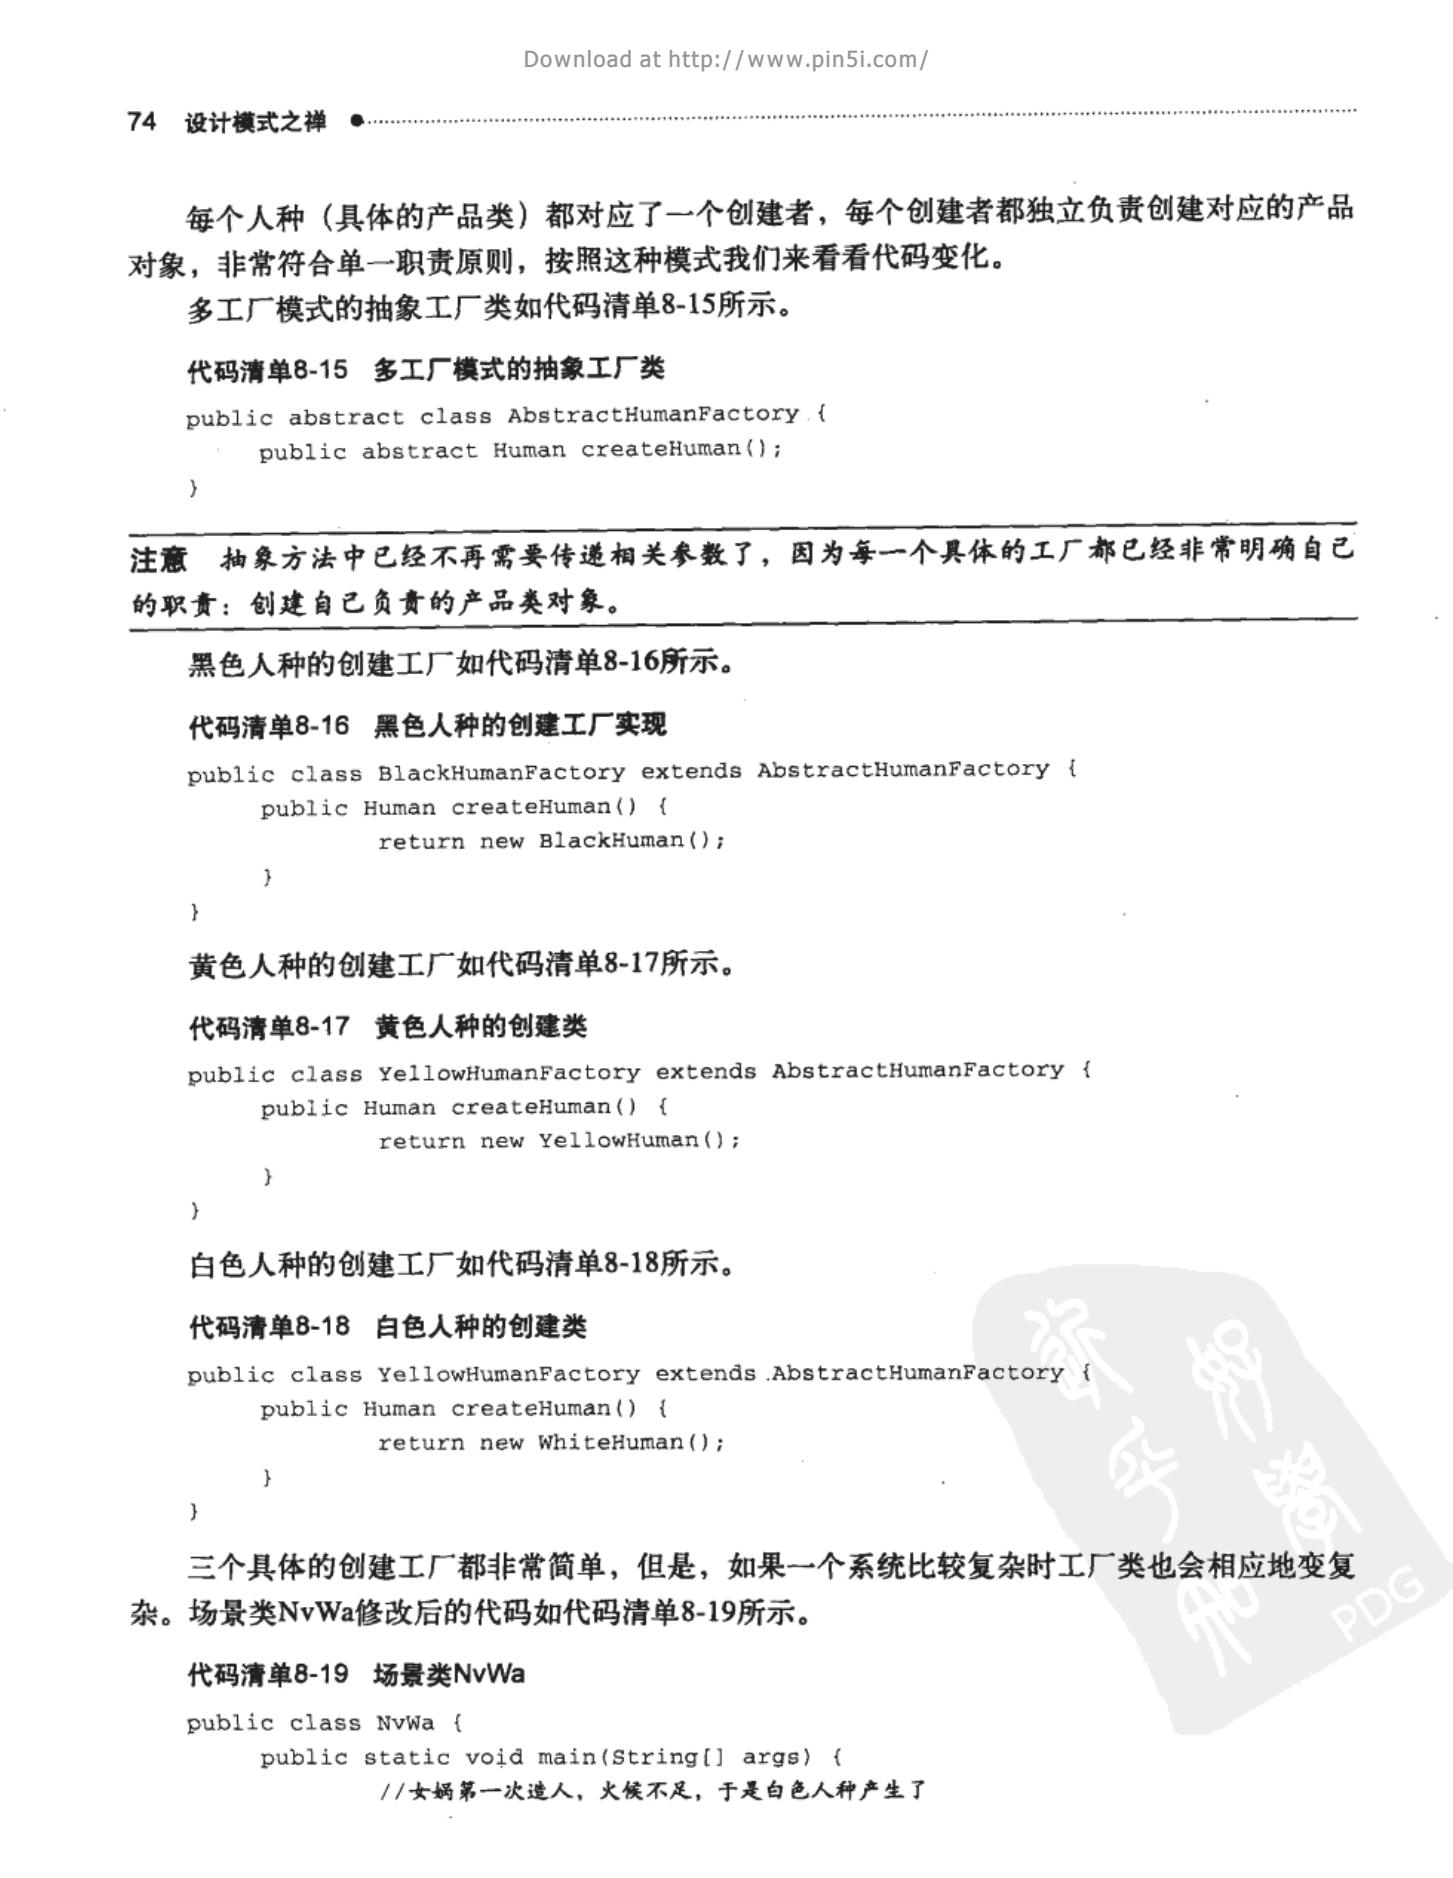 Download at http://www.pin5i.com/
74 设计模式之禅
每个人种（具体的产品类）都对应了一个创建者，每个创建者都独立负责创建对应的产品
对象，非常符合单一职责原则，按照这种模式我们来看看代码变化。
多工厂模式的抽象工厂类如代码清单8-15所示。
代码清单8-15 多工厂模式的抽象工厂类
public abstract class AbstractHumanFactory {
public abstract Human createHuman();
}
注意 抽象方法中已经不再需要传递相关参数了，因为每一个具体的工厂都已经非常明确自己
的职责：创建自己负责的产品类对象。
黑色人种的创建工厂如代码清单8-16所示。
代码清单8-16 黑色人种的创建工厂实现
public class BlackHumanFactory extends AbstractHumanFactory {
public Human createHuman() {
return new BlackHuman();
}
}
黄色人种的创建工厂如代码清单8-17所示。
代码清单8-17 黄色人种的创建类
public class YellowHumanFactory extends AbstractHumanFactory {
public Human createHuman() {
return new YellowHuman();
}
}
白色人种的创建工厂如代码清单8-18所示。
代码清单8-18 白色人种的创建类
public class YellowHumanFactory extends AbstractHumanFactory {
public Human createHuman() {
return new WhiteHuman();
}
}
三个具体的创建工厂都非常简单，但是，如果一个系统比较复杂时工厂类也会相应地变复
杂。场景类NvWa修改后的代码如代码清单8-19所示。
代码清单8-19 场景类NvWa
public class NvWa {
public static void main(String[] args) {
//女娲第一次造人，火候不足，于是白色人种产生了
PDG